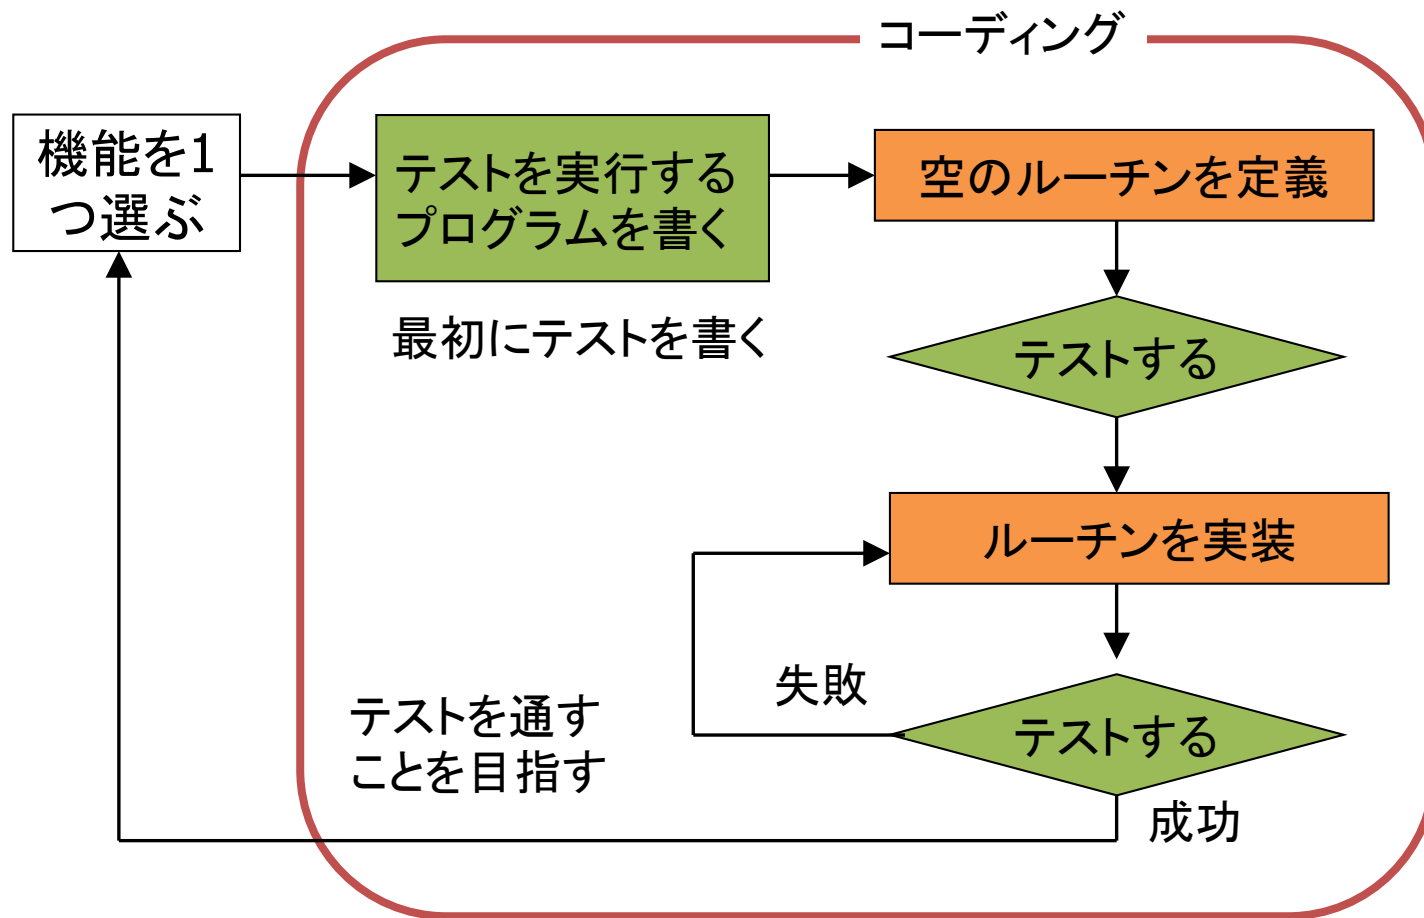 コーディング
機能を1
つ選ぶ
テストを実行する
プログラムを書く
空のルーチンを定義
最初にテストを書く
テストする
ルーチンを実装
失敗
テストを通す
ことを目指す
テストする
成功